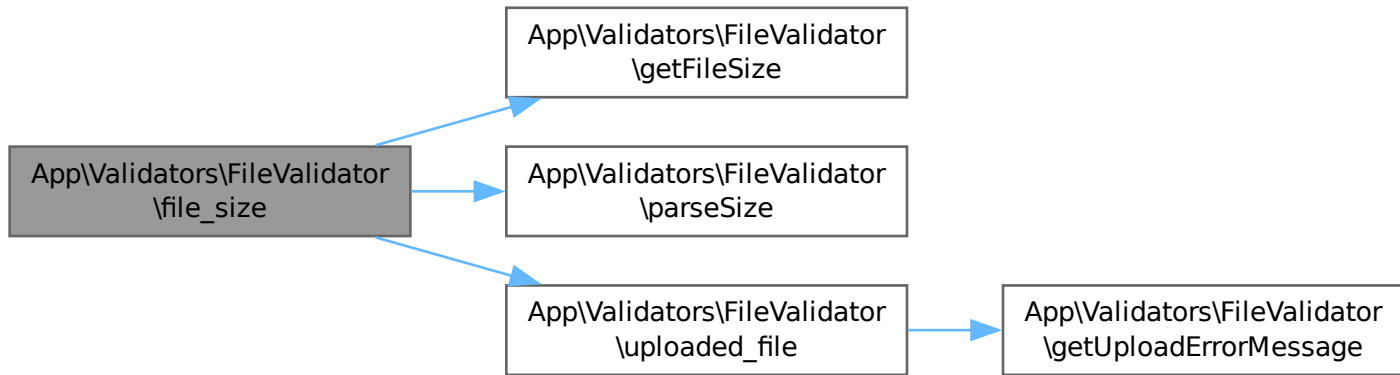 App\Validators\FileValidator
\getFileSize
App\Validators\FileValidator
\file_size
App\Validators\FileValidator
\parseSize
App\Validators\FileValidator
\uploaded_file
App\Validators\FileValidator
\getUploadErrorMessage